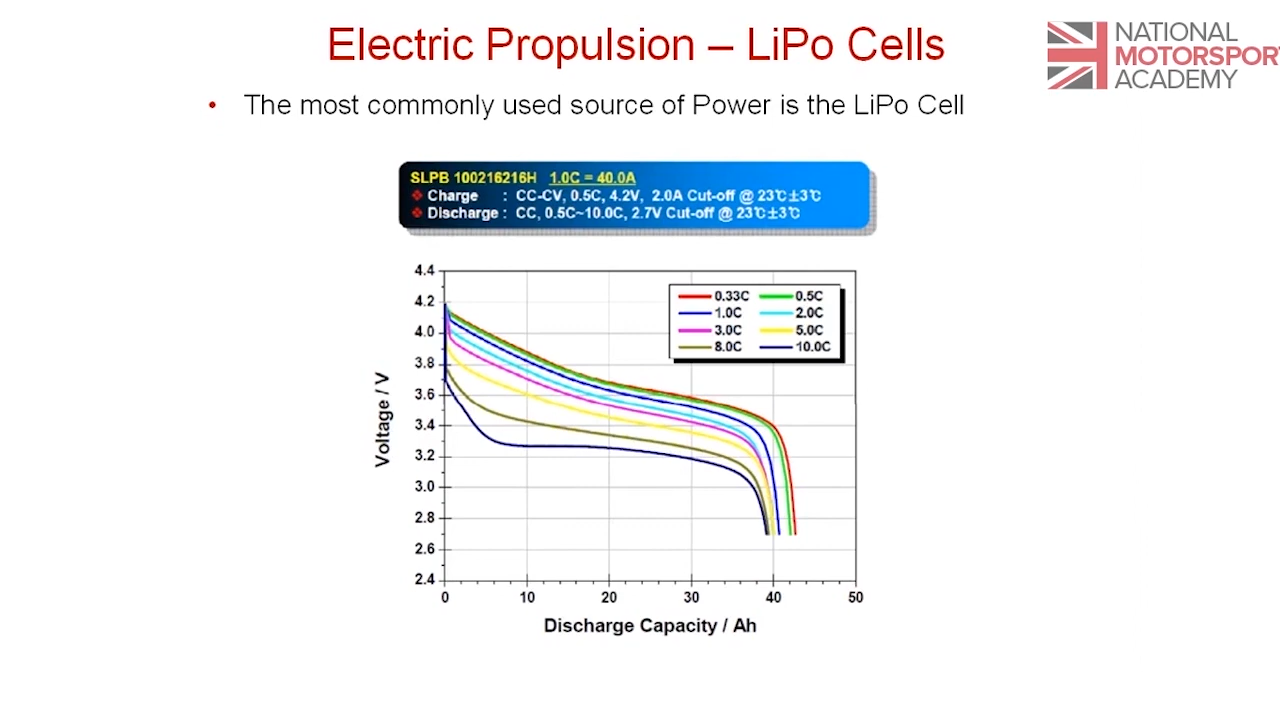 Electric Propulsion – LiPo Cells
NATIONAL
MOTORSPORT
ACADEMY
• The most commonly used source of Power is the LiPo Cell
SLPB 100216216H 1.0C = 40.0A
❖ Charge : CC-CV, 0.5C, 4.2V, 2.0A Cut-off @ 23℃±3℃
❖ Discharge : CC, 0.5C~10.0C, 2.7V Cut-off @ 23℃±3℃
4.4
4.2
4.0
3.8
3.6
3.4
3.2
3.0
2.8
2.6
2.4
Voltage / V
0.33C 0.5C
1.0C 2.0C
3.0C 5.0C
8.0C 10.0C
0 10 20 30 40 50
Discharge Capacity / Ah